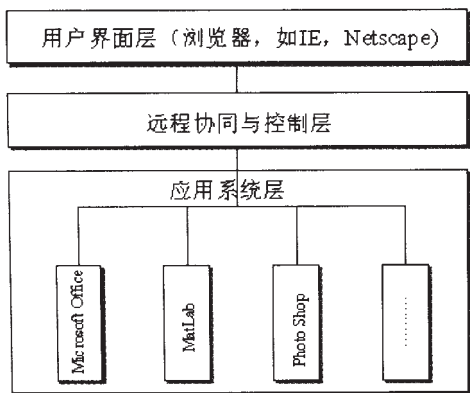 用户界面层（浏览器，如IE，Netscape）
远程协同与控制层
应用系统层
Microsoft Office
MatLab
Photo Shop
…………